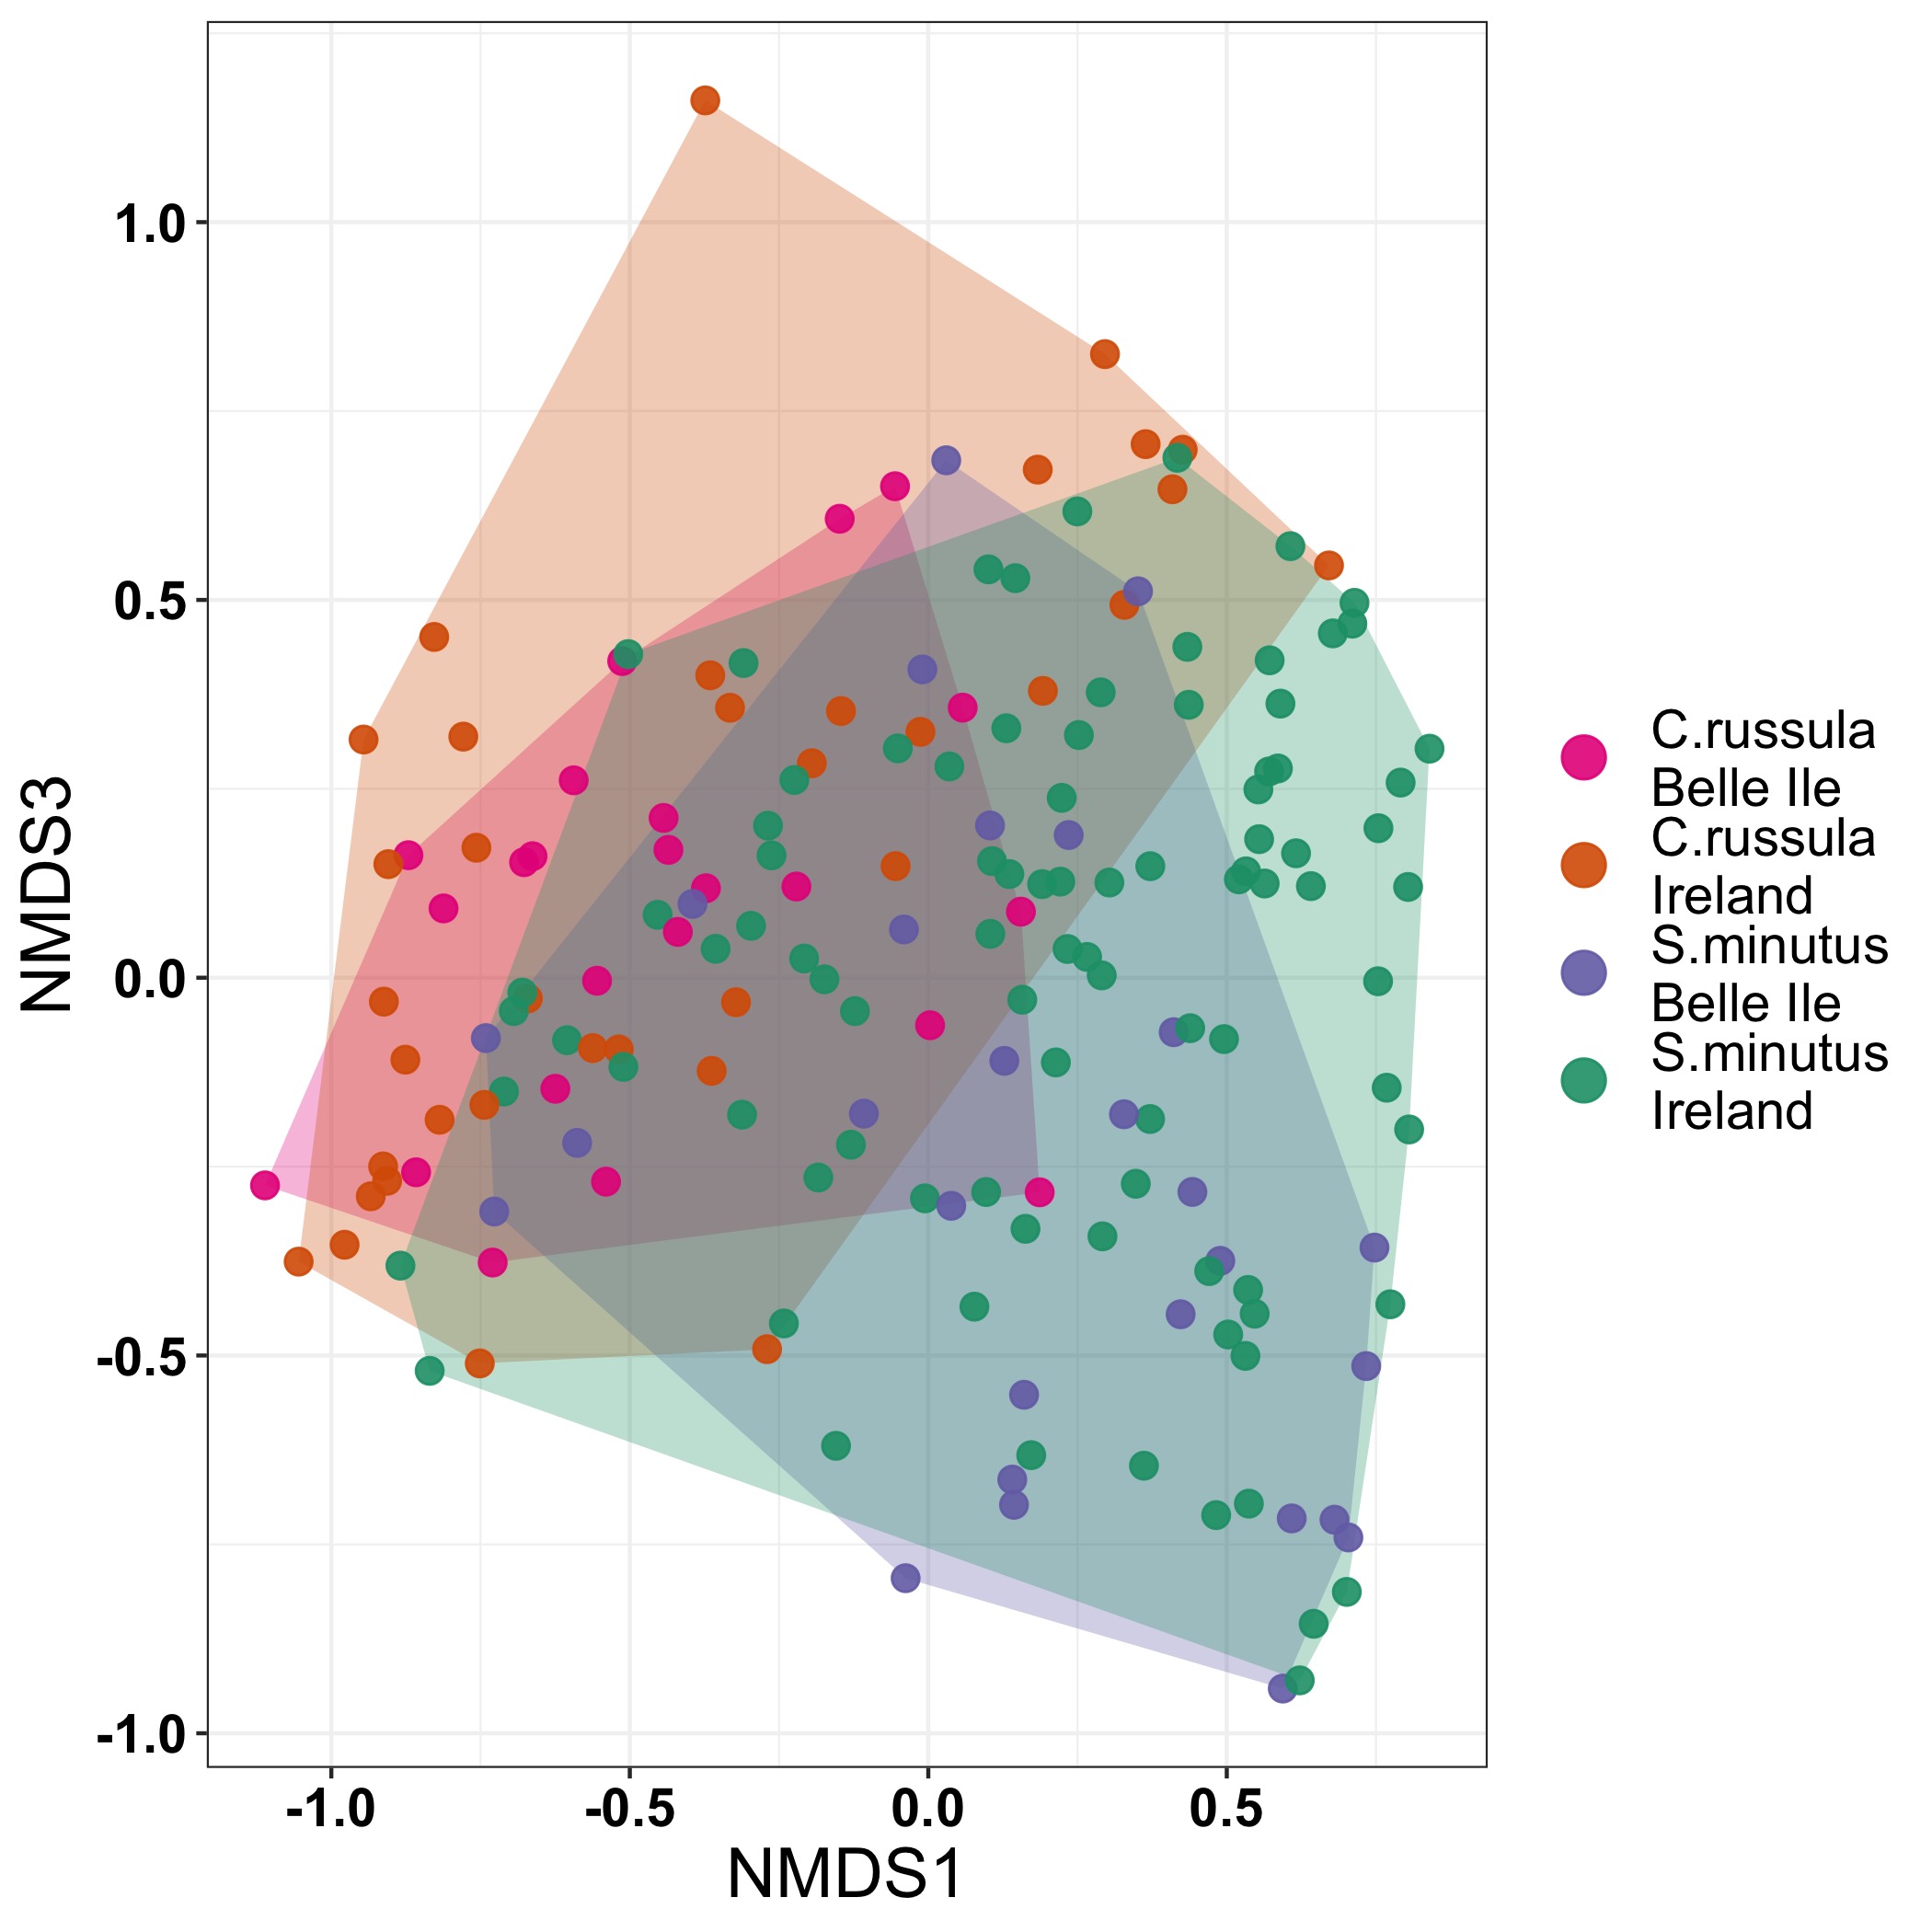 NMDS3
1.0
0.5
0.0
-0.5
-1.0
-1.0
-0.5
0.0
0.5
NMDS1
C.russula
Belle Ile
C.russula
Ireland
S.minutus
Belle Ile
S.minutus
Ireland